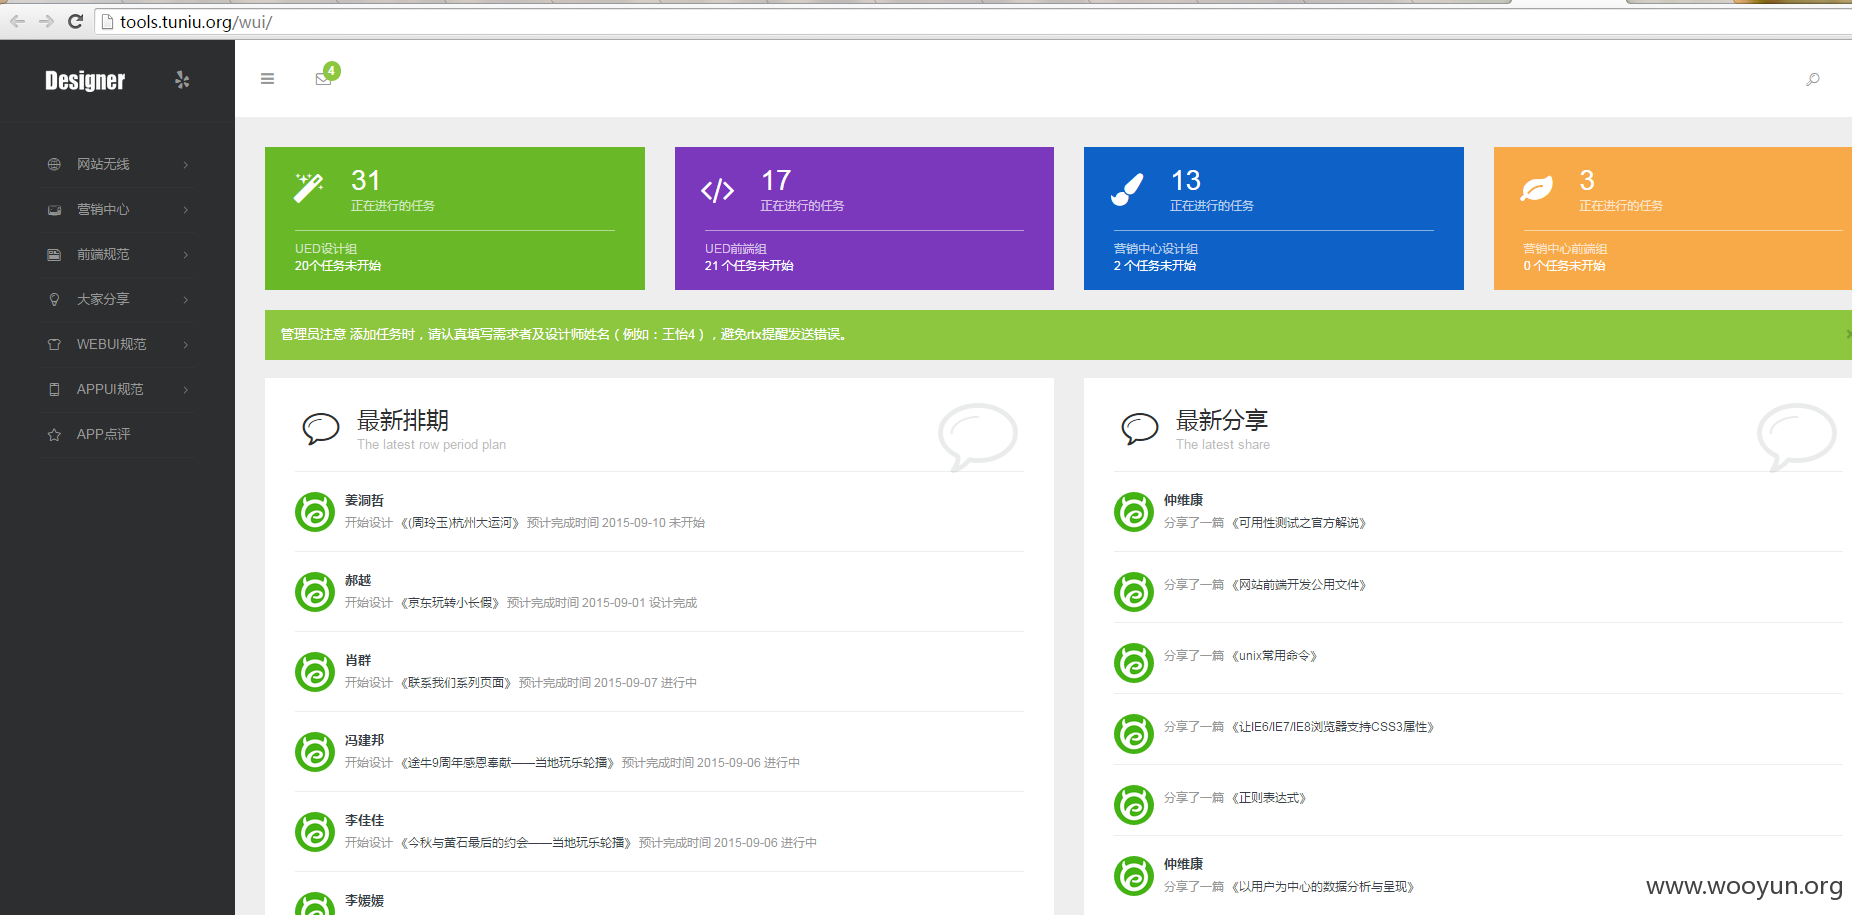 tools.tuniu.org/wui/
Designer
4
网站无线
营销中心
前端规范
大家分享
WEBUI规范
APPUI规范
APP点评
31
正在进行的任务
UED设计组
20个任务未开始
17
正在进行的任务
UED前端组
21 个任务未开始
13
正在进行的任务
营销中心设计组
2 个任务未开始
3
正在进行的任务
营销中心前端组
0 个任务未开始
管理员注意 添加任务时，请认真填写需求者及设计师姓名（例如：王怡4），避免rtx提醒发送错误。
最新排期
The latest row period plan
姜洞哲
开始设计 《(周玲玉)杭州大运河》 预计完成时间 2015-09-10 未开始
郝越
开始设计 《京东玩转小长假》 预计完成时间 2015-09-01 设计完成
肖群
开始设计 《联系我们系列页面》 预计完成时间 2015-09-07 进行中
冯建邦
开始设计 《途牛9周年感恩奉献——当地玩乐轮播》 预计完成时间 2015-09-06 进行中
李佳佳
开始设计 《今秋与黄石最后的约会——当地玩乐轮播》 预计完成时间 2015-09-06 进行中
李媛媛
最新分享
The latest share
仲维康
分享了一篇 《可用性测试之官方解说》
分享了一篇 《网站前端开发公用文件》
分享了一篇 《unix常用命令》
分享了一篇 《让IE6/IE7/IE8浏览器支持CSS3属性》
分享了一篇 《正则表达式》
仲维康
分享了一篇 《以用户为中心的数据分析与呈现》
www.wooyun.org